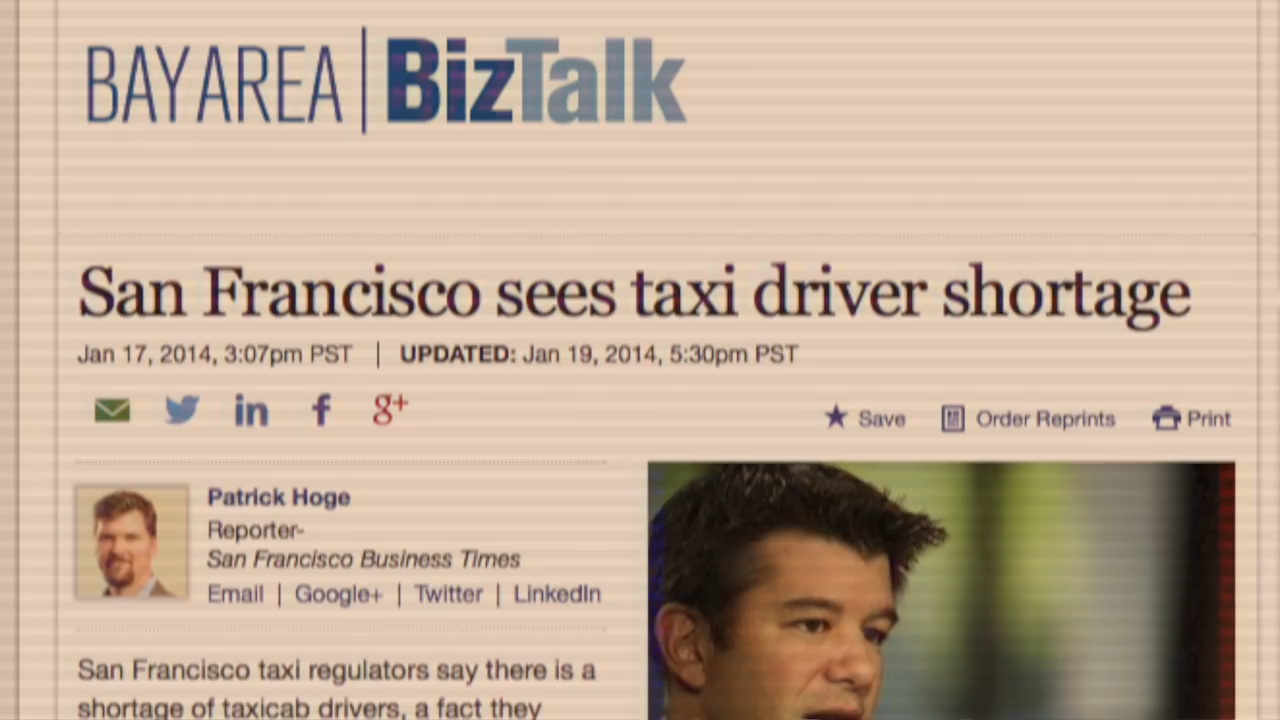 BAY AREA | BizTalk
San Francisco sees taxi driver shortage
Jan 17, 2014, 3:07pm PST | UPDATED: Jan 19, 2014, 5:30pm PST
in f g+
Save Order Reprints Print
Patrick Hoge
Reporter-
San Francisco Business Times
Email | Google+ | Twitter | LinkedIn
San Francisco taxi regulators say there is a
shortage of taxicab drivers, a fact they